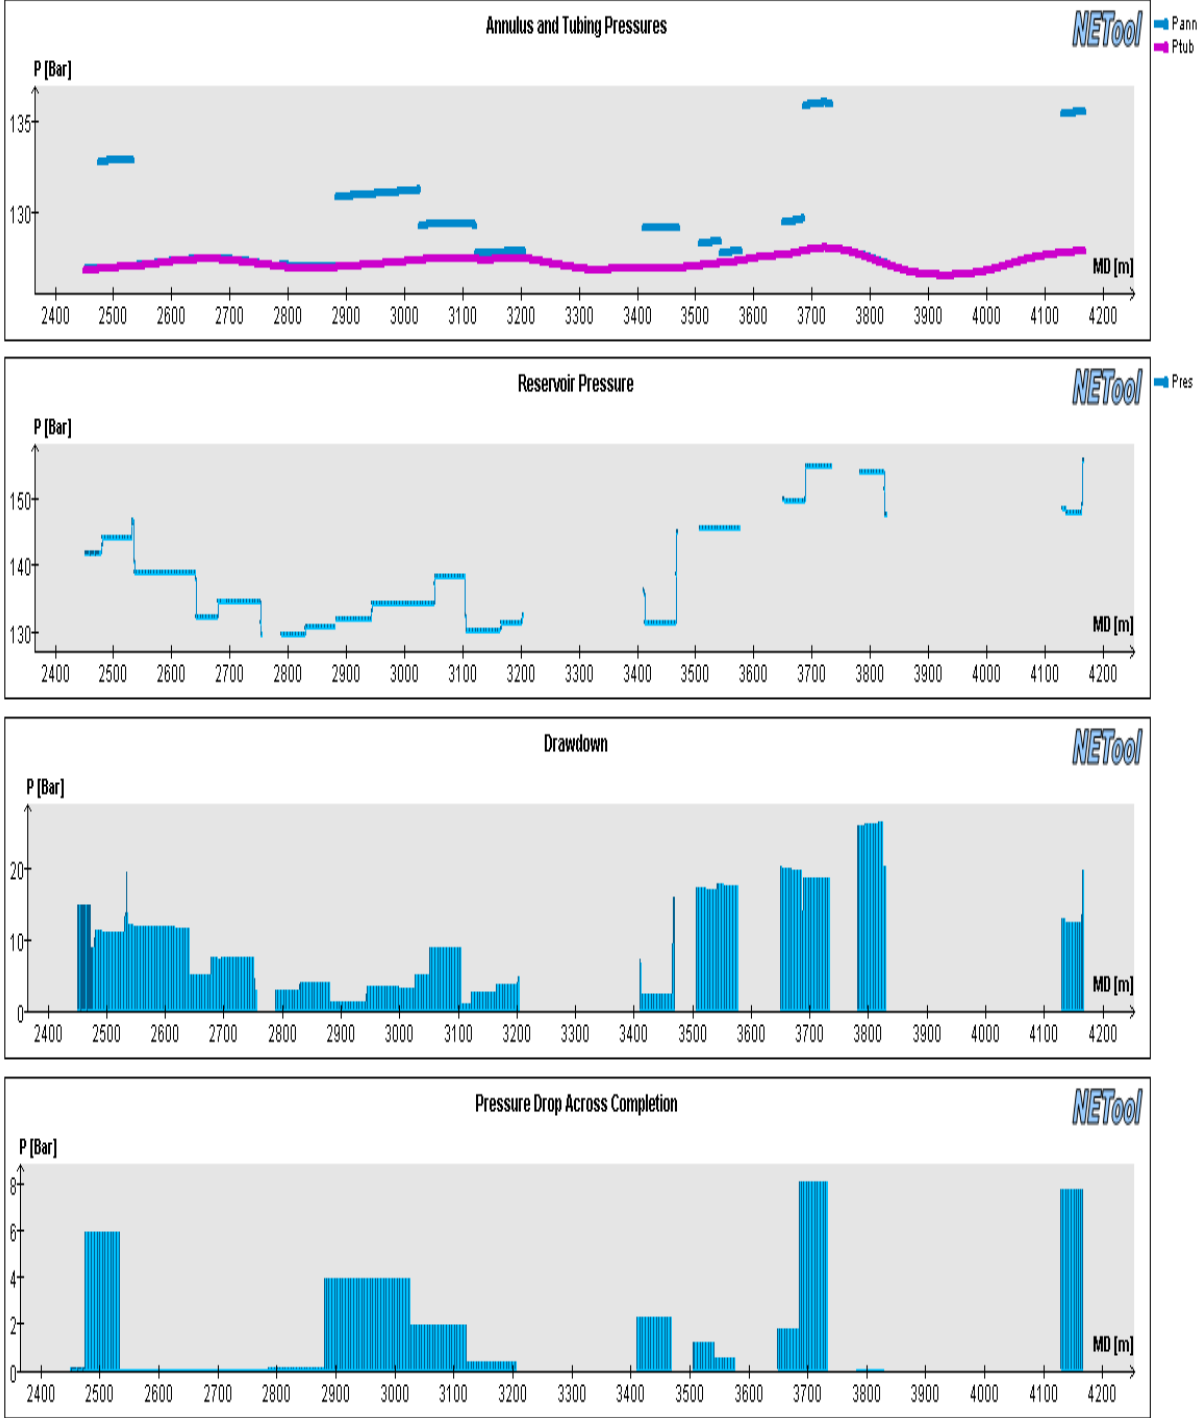 Annulus and Tubing Pressures
NETool
Pann
Ptub
P [Bar]
135
130
MD [m]
2400 2500 2600 2700 2800 2900 3000 3100 3200 3300 3400 3500 3600 3700 3800 3900 4000 4100 4200
Reservoir Pressure
NETool
Pres
P [Bar]
150
140
130
MD [m]
2400 2500 2600 2700 2800 2900 3000 3100 3200 3300 3400 3500 3600 3700 3800 3900 4000 4100 4200
Drawdown
NETool
P [Bar]
20
10
0
MD [m]
2400 2500 2600 2700 2800 2900 3000 3100 3200 3300 3400 3500 3600 3700 3800 3900 4000 4100 4200
Pressure Drop Across Completion
NETool
P [Bar]
8
6
4
2
0
MD [m]
2400 2500 2600 2700 2800 2900 3000 3100 3200 3300 3400 3500 3600 3700 3800 3900 4000 4100 4200